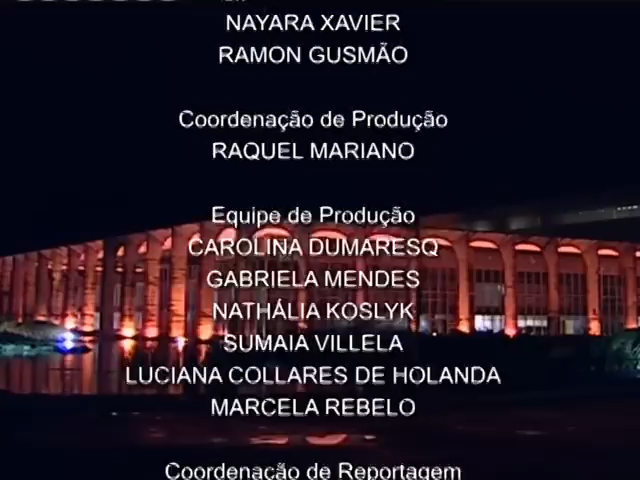 NAYARA XAVIER
RAMON GUSMÃO
Coordenação de Produção
RAQUEL MARIANO
Equipe de Produção
CAROLINA DUMARESQ
GABRIELA MENDES
NATHÁLIA KOSLYK
SUMAIA VILLELA
LUCIANA COLLARES DE HOLANDA
MARCELA REBELO
Coordenação de Reportagem